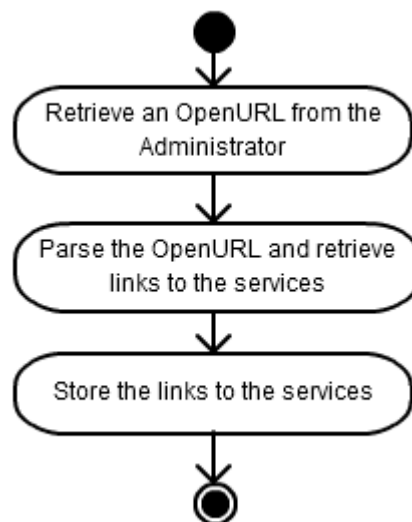 Retrieve an OpenURL from the
Administrator
Parse the OpenURL and retrieve
links to the services
Store the links to the services